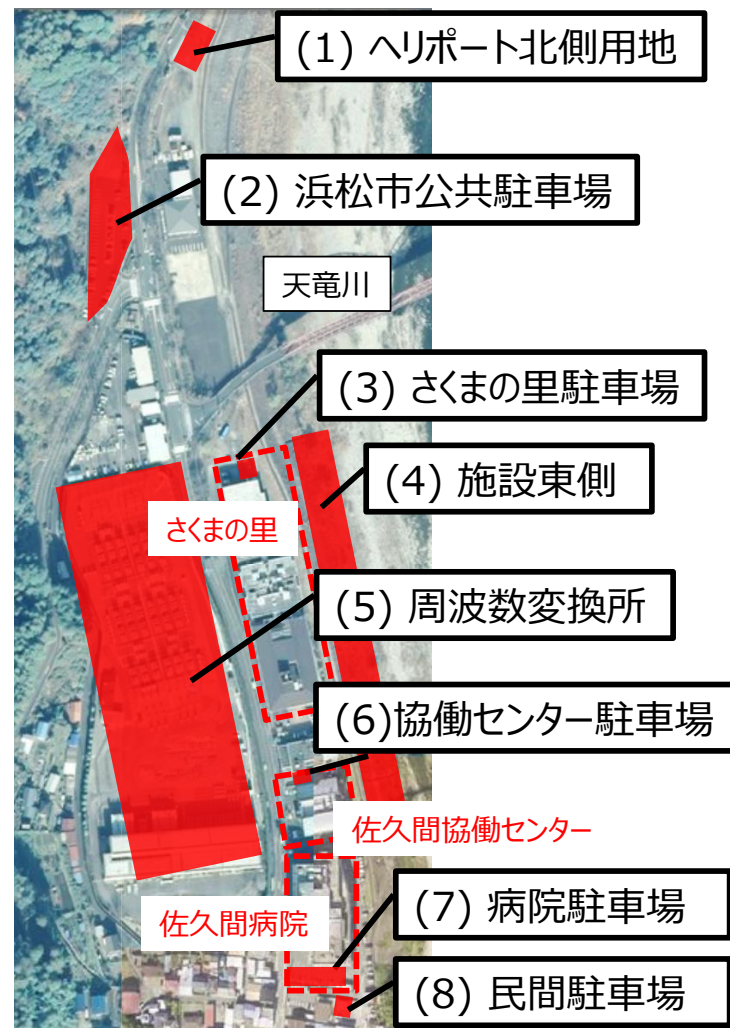 (1) ヘリポート北側用地
(2) 浜松市公共駐車場
天竜川
(3) さくまの里駐車場
(4) 施設東側
さくまの里
(5) 周波数変換所
(6)協働センター駐車場
佐久間協働センター
佐久間病院
(7) 病院駐車場
(8) 民間駐車場